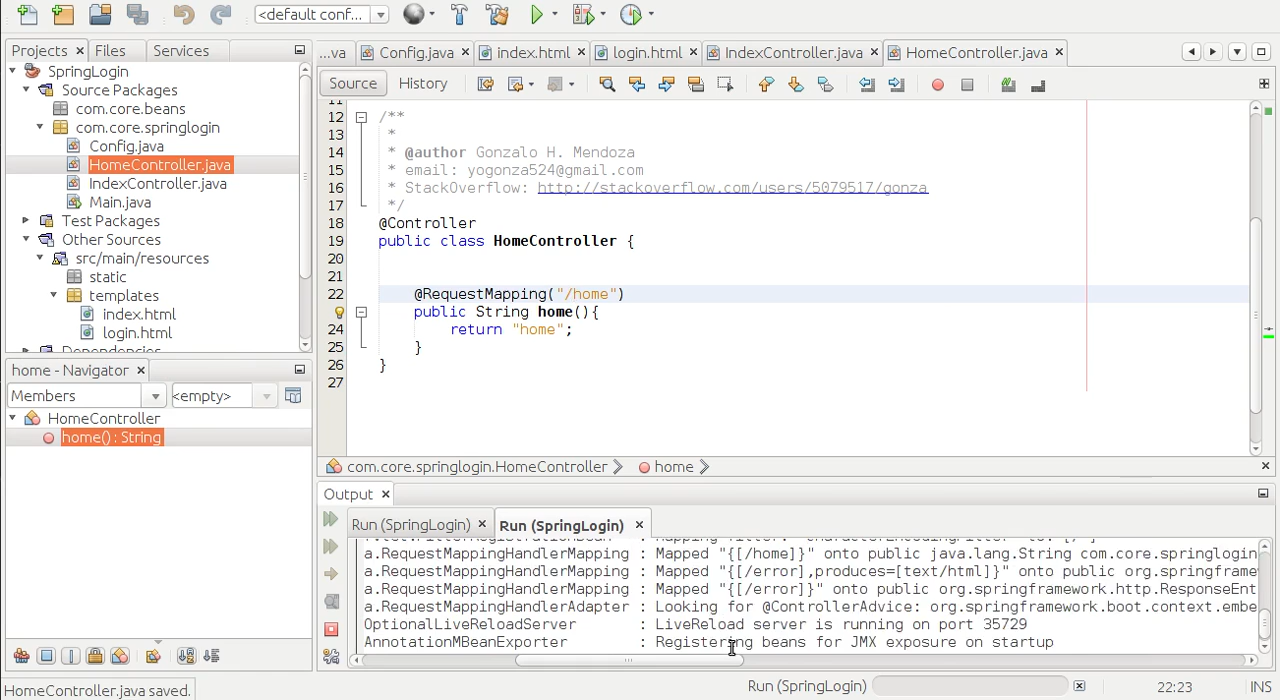 <default conf...
Projects
Files
Services
...va
Config.java
index.html
login.html
IndexController.java
HomeController.java
Source
History
SpringLogin
Source Packages
com.core.beans
com.core.springlogin
Config.java
HomeController.java
IndexController.java
Main.java
Test Packages
Other Sources
src/main/resources
static
templates
index.html
login.html
11
12 /**
13 *
14 * @author Gonzalo H. Mendoza
15 * email: yogonza524@gmail.com
16 * StackOverflow: http://stackoverflow.com/users/5079517/gonza
17 */
18 @Controller
19 public class HomeController {
20
21
22 @RequestMapping("/home")
public String home(){
24 return "home";
25 }
26 }
27
home - Navigator
Members
<empty>
HomeController
home() : String
com.core.springlogin.HomeController
home
Output
Run (SpringLogin)
Run (SpringLogin)
a.RequestMappingHandlerMapping : Mapped "{[/home]}" onto public java.lang.String com.core.springlogin
a.RequestMappingHandlerMapping : Mapped "{[/error],produces=[text/html]}" onto public org.springframe
a.RequestMappingHandlerMapping : Mapped "{[/error]}" onto public org.springframework.http.ResponseEnt
a.RequestMappingHandlerAdapter : Looking for @ControllerAdvice: org.springframework.boot.context.embe
OptionalLiveReloadServer : LiveReload server is running on port 35729
AnnotationMBeanExporter : Registering beans for JMX exposure on startup
HomeController.java saved.
Run (SpringLogin)
22:23
INS